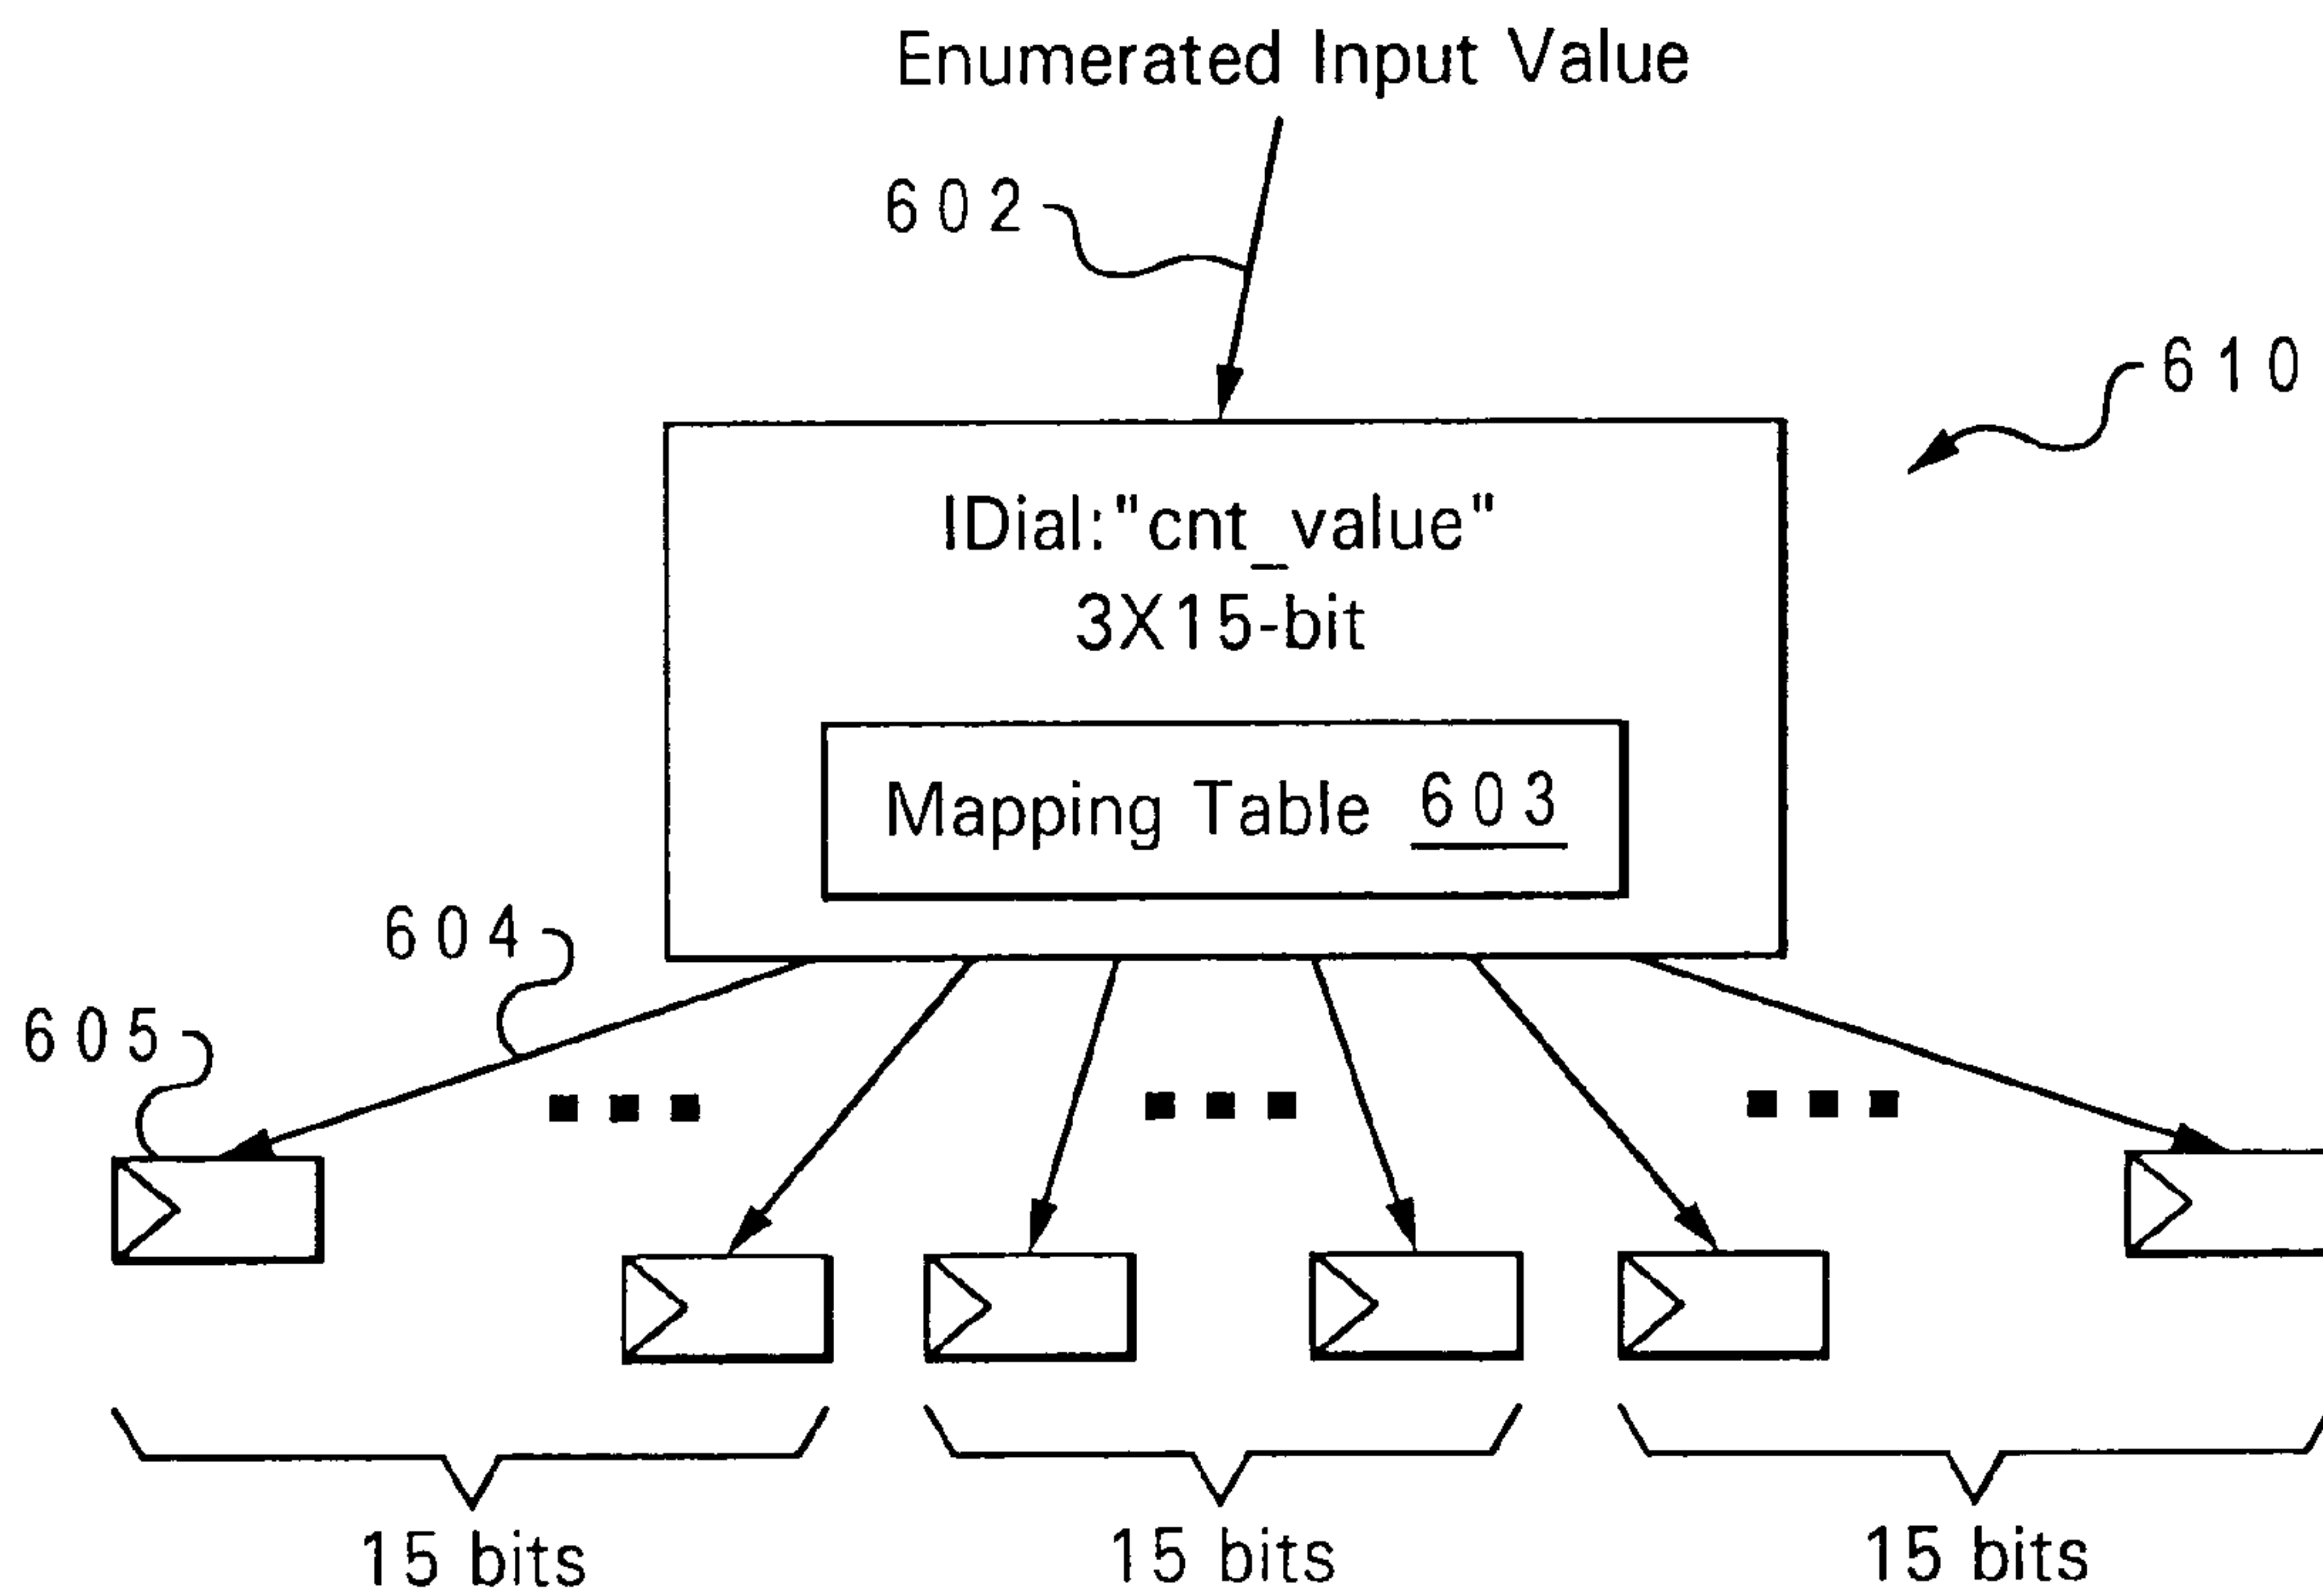 Enumerated Input Value
602
610
IDial:"cnt_value"
3X15-bit
Mapping Table 603
604
605
15 bits
15 bits
15 bits